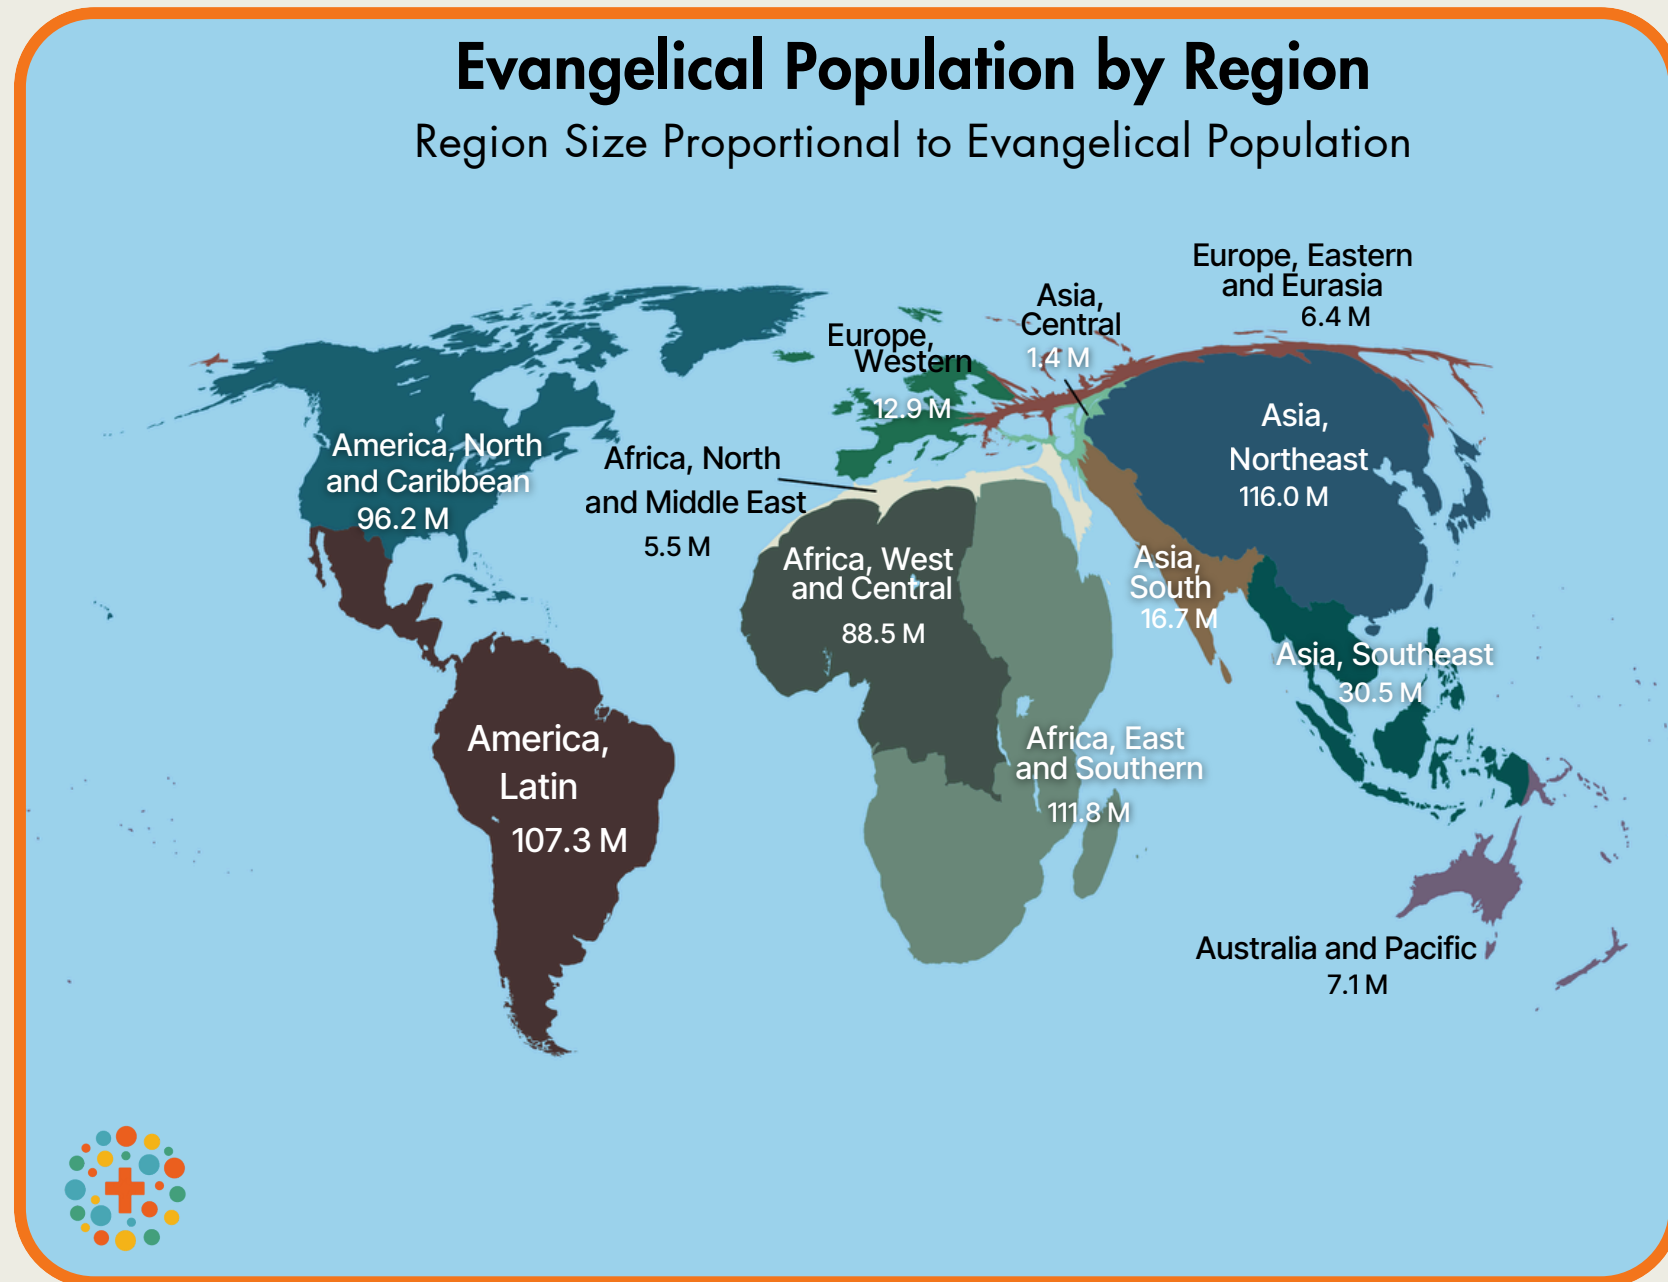 Evangelical Population by Region
Region Size Proportional to Evangelical Population
Europe, Eastern
and Eurasia
6.4 M
Asia,
Central
1.4 M
Europe,
Western
12.9 M
Asia,
Northeast
116.0 M
America, North
and Caribbean
96.2 M
Africa, North
and Middle East
5.5 M
Africa, West
and Central
88.5 M
Asia,
South
16.7 M
Asia, Southeast
30.5 M
America,
Latin
107.3 M
Africa, East
and Southern
111.8 M
Australia and Pacific
7.1 M